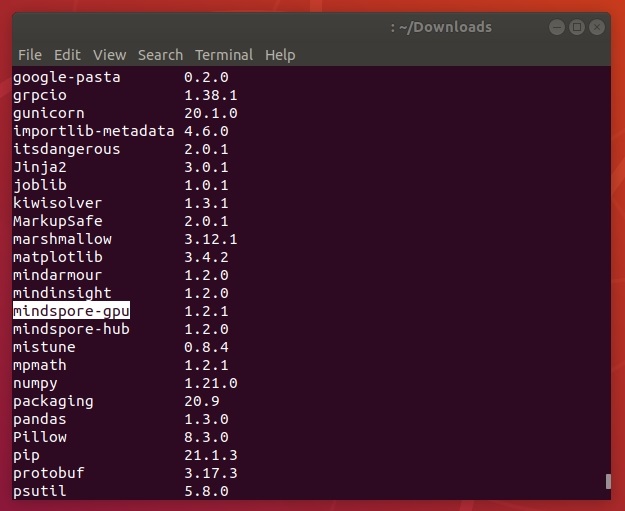 : ~/Downloads
File Edit View Search Terminal Help
google-pasta 0.2.0
grpcio 1.38.1
gunicorn 20.1.0
importlib-metadata 4.6.0
itsdangerous 2.0.1
Jinja2 3.0.1
joblib 1.0.1
kiwisolver 1.3.1
MarkupSafe 2.0.1
marshmallow 3.12.1
matplotlib 3.4.2
mindarmour 1.2.0
mindinsight 1.2.0
mindspore-gpu 1.2.1
mindspore-hub 1.2.0
mistune 0.8.4
mpmath 1.2.1
numpy 1.21.0
packaging 20.9
pandas 1.3.0
Pillow 8.3.0
pip 21.1.3
protobuf 3.17.3
psutil 5.8.0